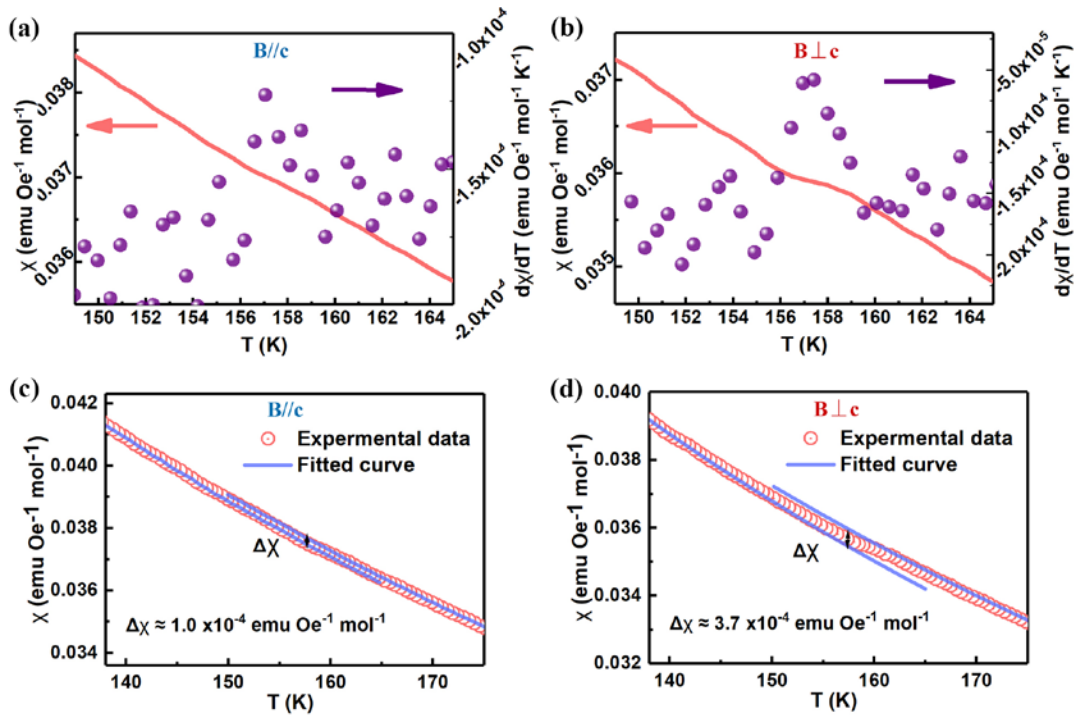 (a)
B//c
χ (emu Oe⁻¹ mol⁻¹)
0.038
0.037
0.036
-1.0x10⁻⁴
-1.5x10⁻⁴
-2.0x10⁻⁴
dχ/dT (emu Oe⁻¹ mol⁻¹ K⁻¹)
150 152 154 156 158 160 162 164
T (K)
(b)
B⊥c
χ (emu Oe⁻¹ mol⁻¹)
0.037
0.036
0.035
-5.0x10⁻⁵
-1.0x10⁻⁴
-1.5x10⁻⁴
-2.0x10⁻⁴
dχ/dT (emu Oe⁻¹ mol⁻¹ K⁻¹)
150 152 154 156 158 160 162 164
T (K)
(c)
B//c
Expermental data
Fitted curve
χ (emu Oe⁻¹ mol⁻¹)
0.042
0.040
0.038
0.036
0.034
Δχ
Δχ ≈ 1.0 x10⁻⁴ emu Oe⁻¹ mol⁻¹
140 150 160 170
T (K)
(d)
B⊥c
Expermental data
Fitted curve
χ (emu Oe⁻¹ mol⁻¹)
0.040
0.038
0.036
0.034
0.032
Δχ
Δχ ≈ 3.7 x10⁻⁴ emu Oe⁻¹ mol⁻¹
140 150 160 170
T (K)